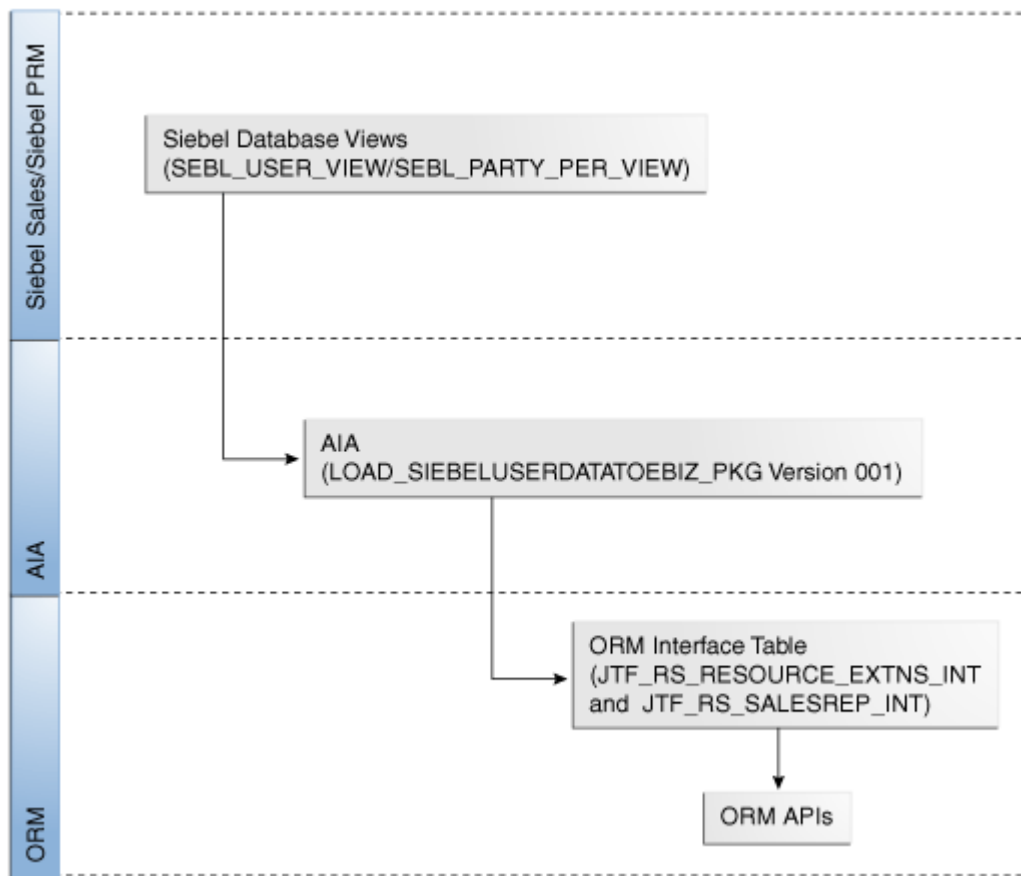 Siebel Sales/Siebel PRM
Siebel Database Views
(SEBL_USER_VIEW/SEBL_PARTY_PER_VIEW)
AIA
AIA
(LOAD_SIEBELUSERDATATOEBIZ_PKG Version 001)
ORM
ORM Interface Table
(JTF_RS_RESOURCE_EXTNS_INT
and JTF_RS_SALESREP_INT)
ORM APIs